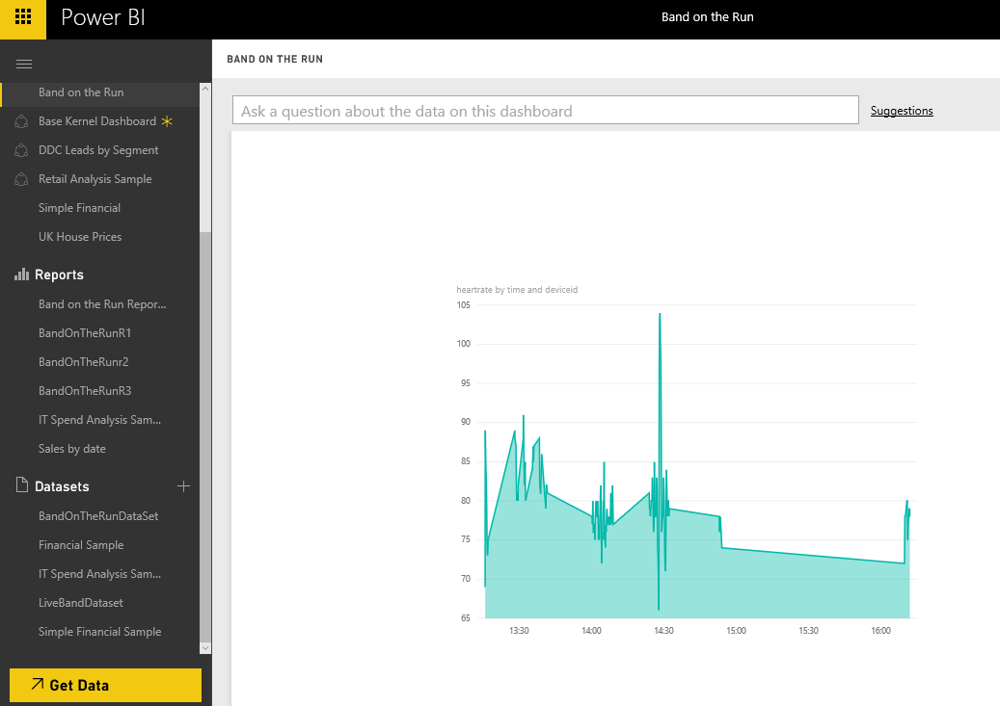 Power BI
Band on the Run
BAND ON THE RUN
Band on the Run
Base Kernel Dashboard
DDC Leads by Segment
Retail Analysis Sample
Simple Financial
UK House Prices
Reports
Band on the Run Repor...
BandOnTheRunR1
BandOnTheRunr2
BandOnTheRunR3
IT Spend Analysis Sam...
Sales by date
Datasets
BandOnTheRunDataSet
Financial Sample
IT Spend Analysis Sam...
LiveBandDataset
Simple Financial Sample
Get Data
Ask a question about the data on this dashboard
Suggestions
heartrate by time and deviceid
105
100
95
90
85
80
75
70
65
13:30 14:00 14:30 15:00 15:30 16:00